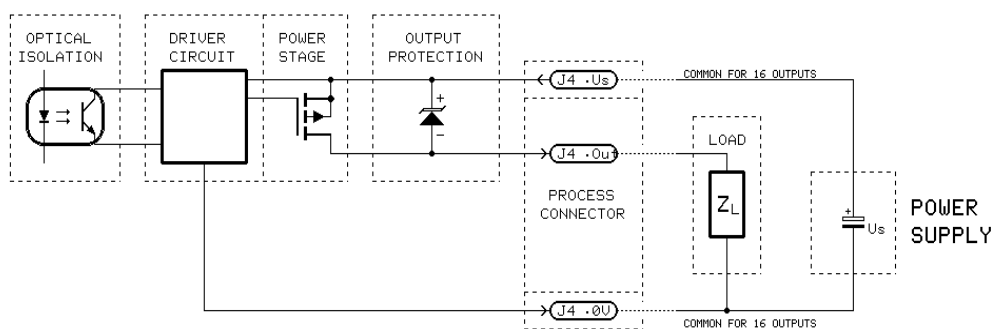 OPTICAL
ISOLATION
DRIVER
CIRCUIT
POWER
STAGE
OUTPUT
PROTECTION
+
−
J4 .Us
COMMON FOR 16 OUTPUTS
J4 .Out
LOAD
ZL
PROCESS
CONNECTOR
+
Us
POWER
SUPPLY
J4 .0V
COMMON FOR 16 OUTPUTS